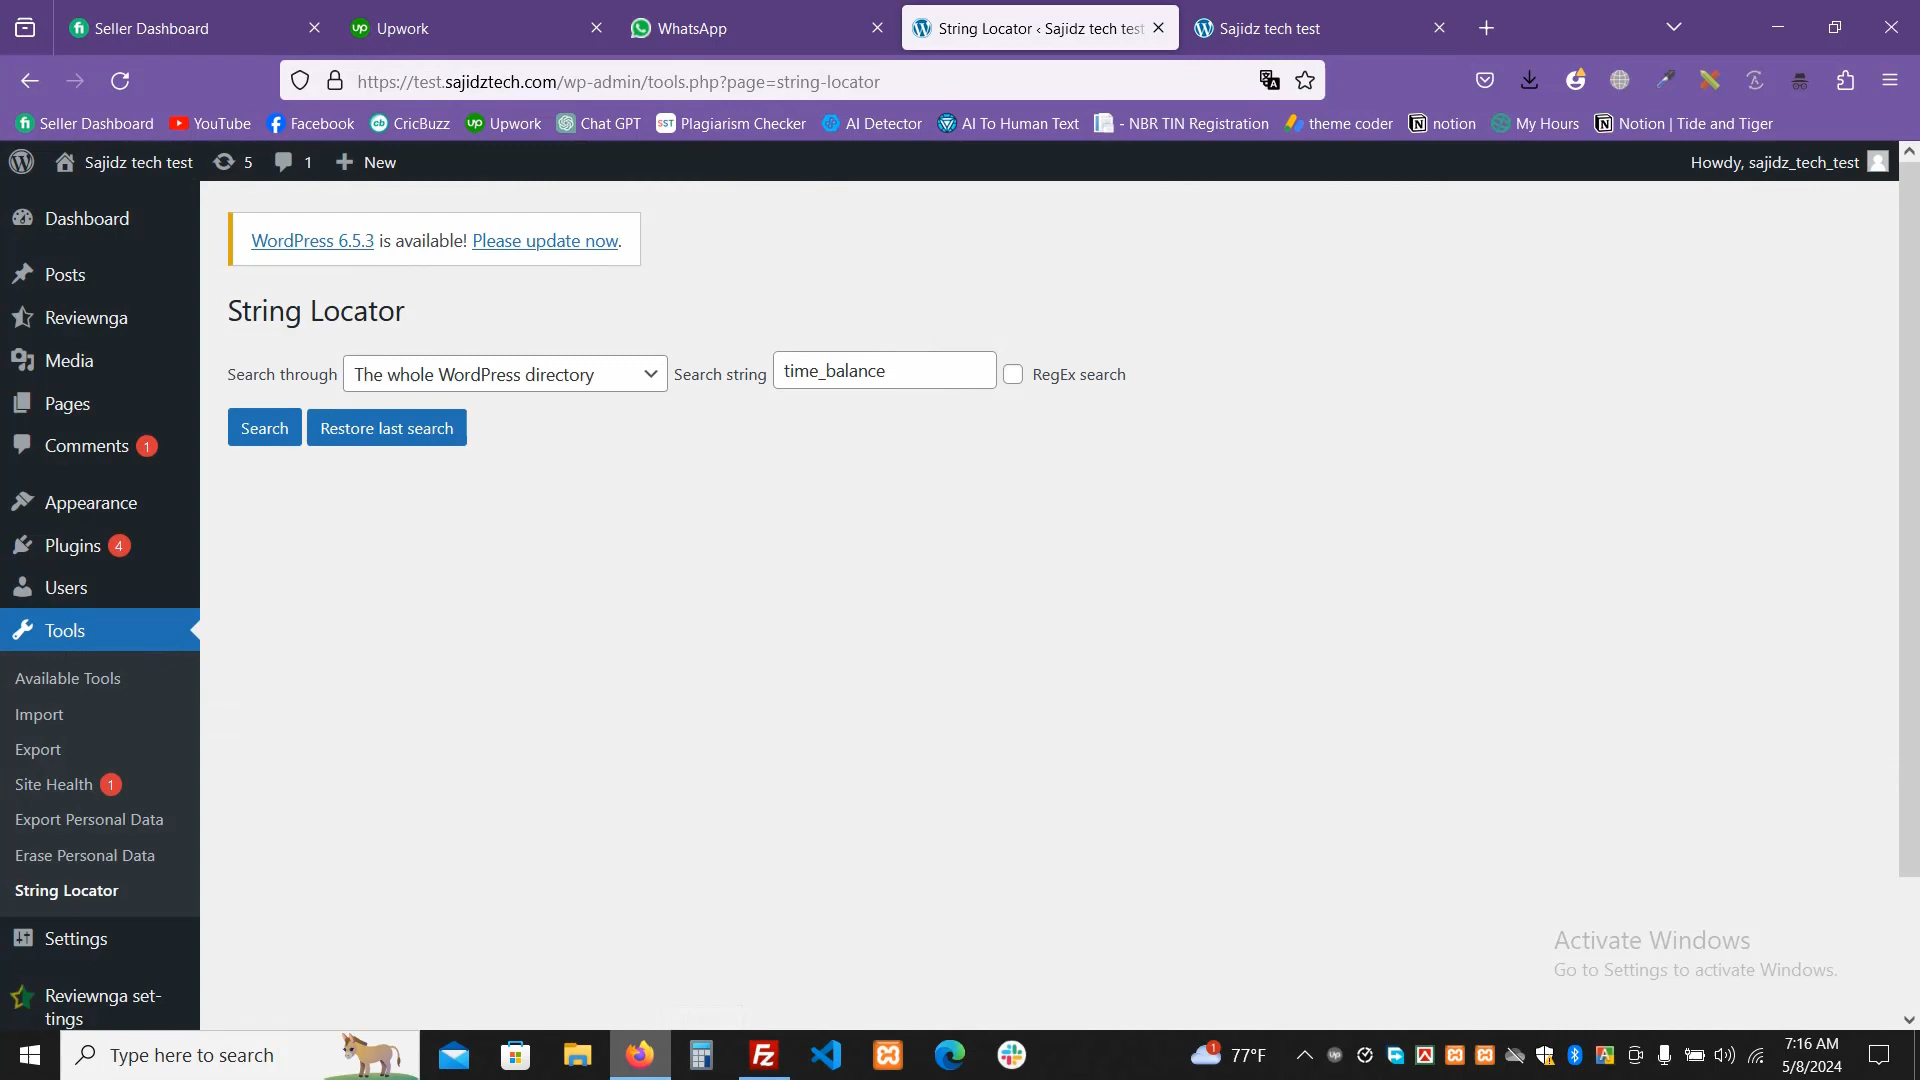 Seller Dashboard
Upwork
WhatsApp
String Locator ‹ Sajidz tech test
Sajidz tech test
https://test.sajidztech.com/wp-admin/tools.php?page=string-locator
Seller Dashboard YouTube Facebook CricBuzz Upwork Chat GPT Plagiarism Checker AI Detector AI To Human Text - NBR TIN Registration theme coder notion My Hours Notion | Tide and Tiger
Sajidz tech test 5 1 New
Howdy, sajidz_tech_test
Dashboard
Posts
Reviewnga
Media
Pages
Comments 1
Appearance
Plugins 4
Users
Tools
Available Tools
Import
Export
Site Health 1
Export Personal Data
Erase Personal Data
String Locator
Settings
Reviewnga set-
tings
WordPress 6.5.3 is available! Please update now.
String Locator
Search through The whole WordPress directory Search string time_balance RegEx search
Search Restore last search
Activate Windows
Go to Settings to activate Windows.
Type here to search
77°F
7:16 AM
5/8/2024